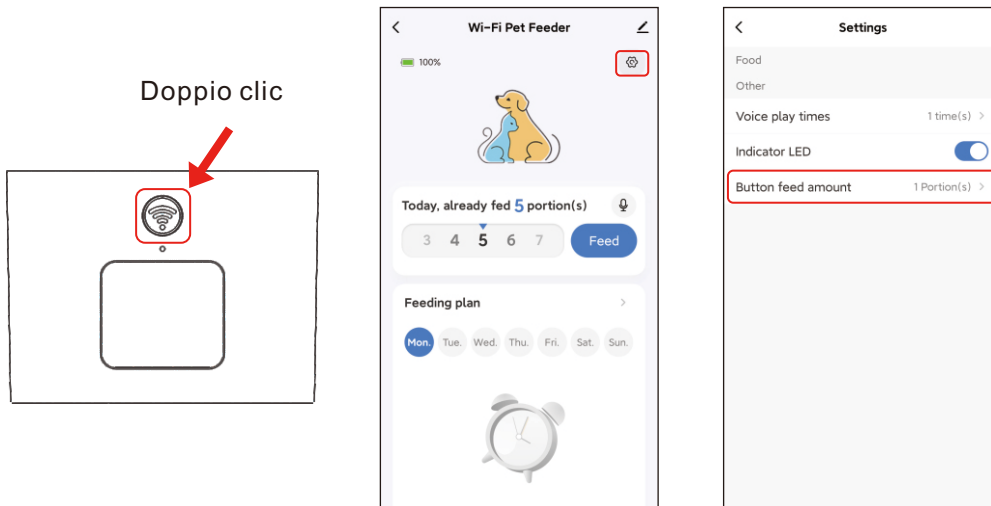 Doppio clic
Wi-Fi Pet Feeder
100%
Today, already fed 5 portion(s)
3 4 5 6 7 Feed
Feeding plan
Mon. Tue. Wed. Thu. Fri. Sat. Sun.
Settings
Food
Other
Voice play times 1 time(s)
Indicator LED
Button feed amount 1 Portion(s)